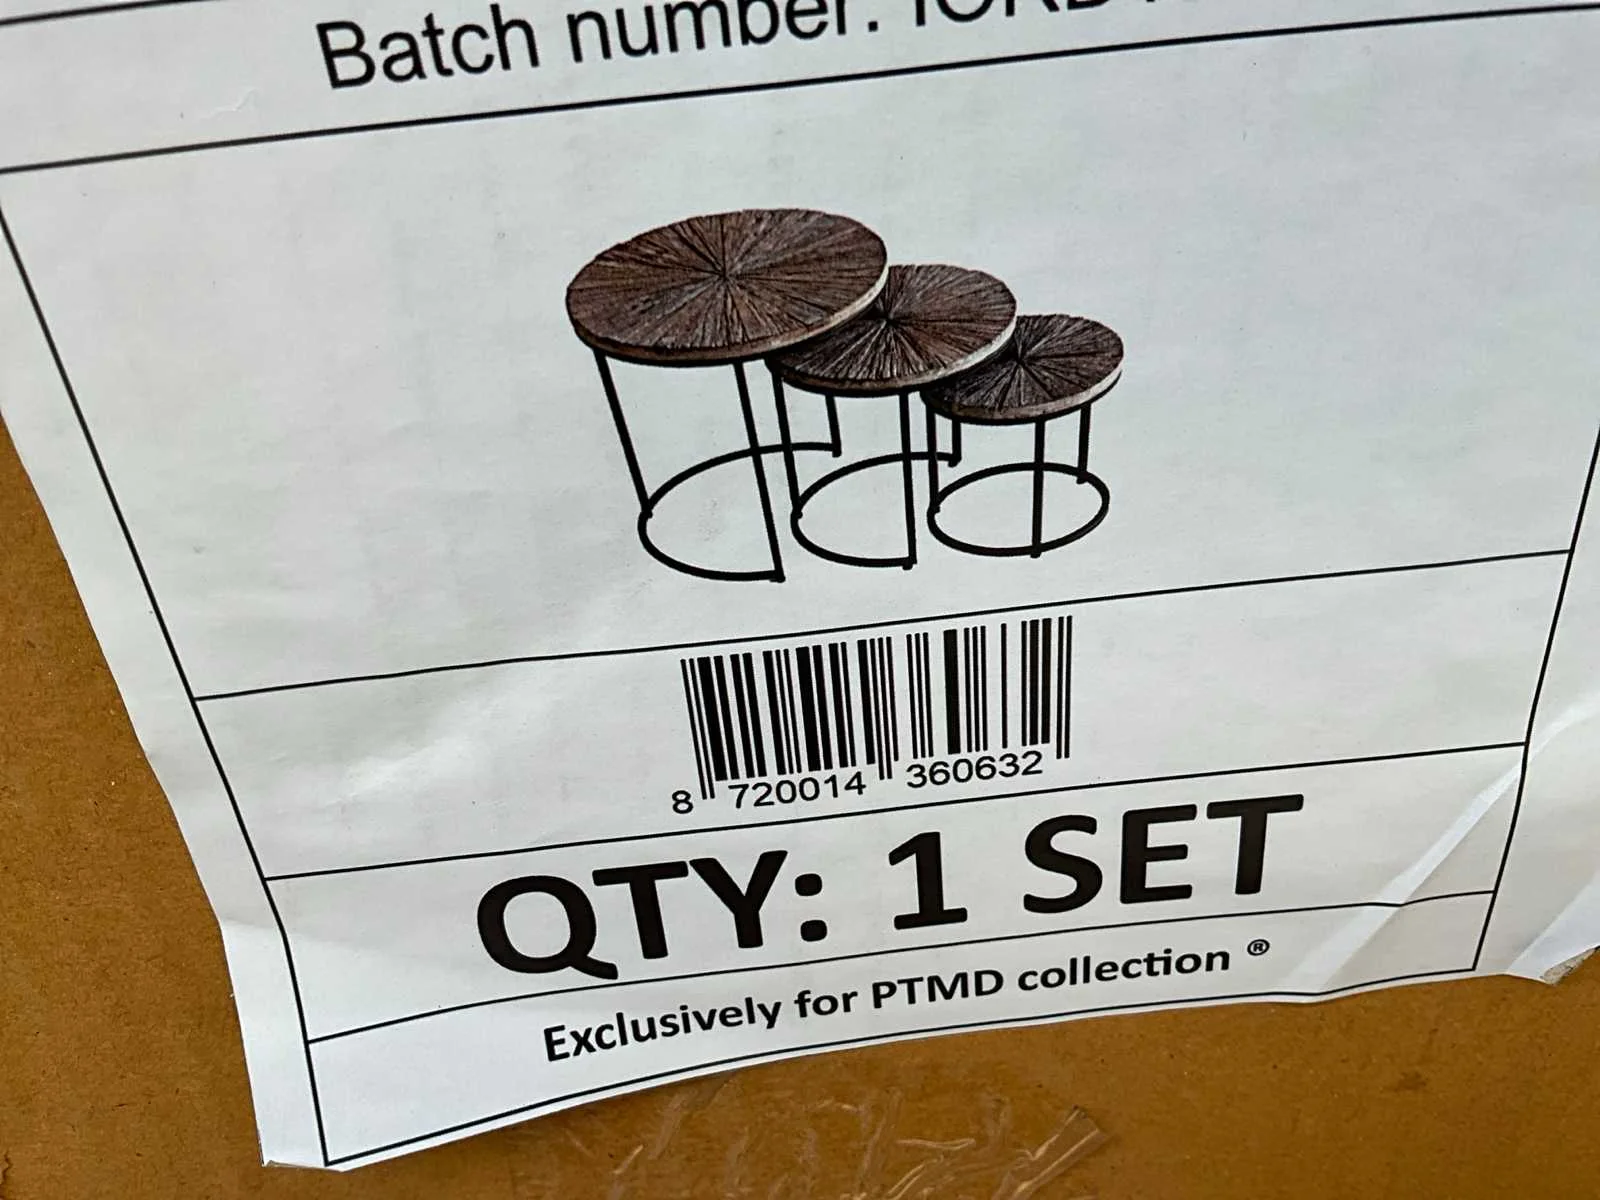 Batch number:
8 720014 360632
QTY: 1 SET
Exclusively for PTMD collection ®